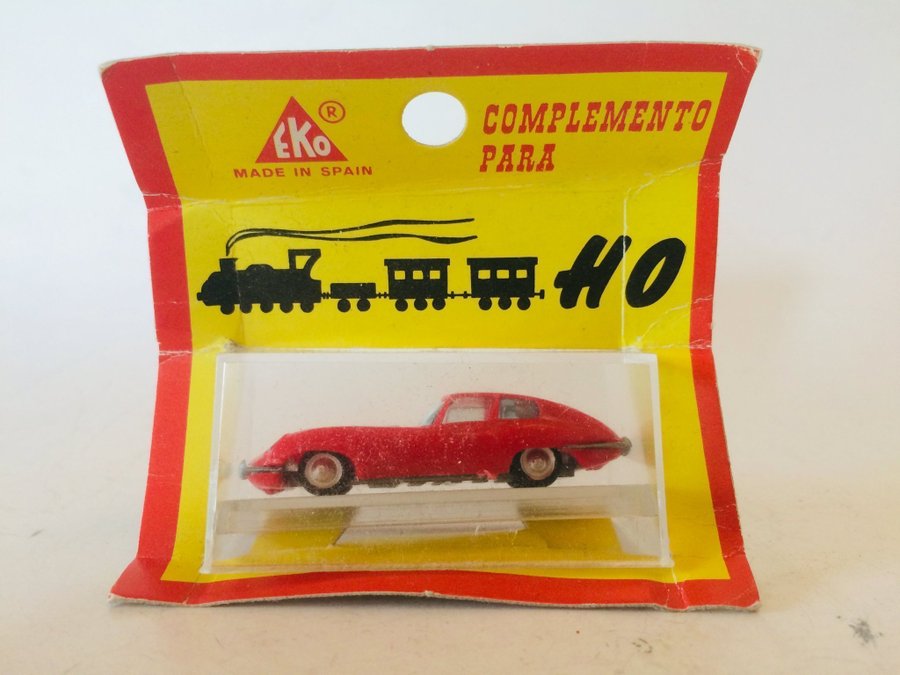 EKO ®
MADE IN SPAIN
COMPLEMENTO
PARA
HO